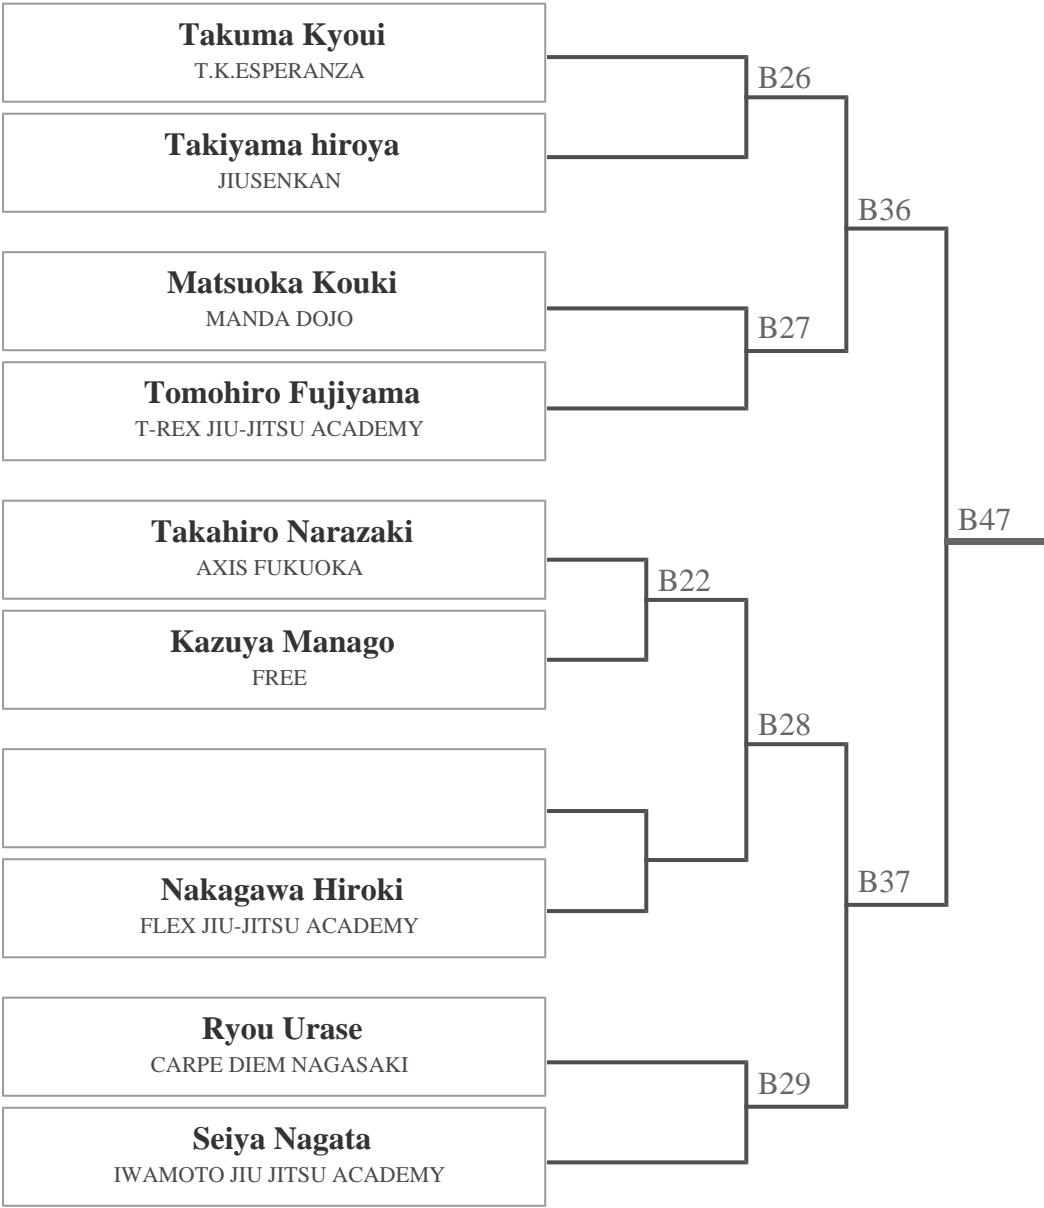 Takuma Kyoui
T.K.ESPERANZA
B26
Takiyama hiroya
JIUSENKAN
B36
Matsuoka Kouki
MANDA DOJO
B27
Tomohiro Fujiyama
T-REX JIU-JITSU ACADEMY
Takahiro Narazaki
AXIS FUKUOKA
B47
B22
Kazuya Manago
FREE
B28
Nakagawa Hiroki
FLEX JIU-JITSU ACADEMY
B37
Ryou Urase
CARPE DIEM NAGASAKI
B29
Seiya Nagata
IWAMOTO JIU JITSU ACADEMY